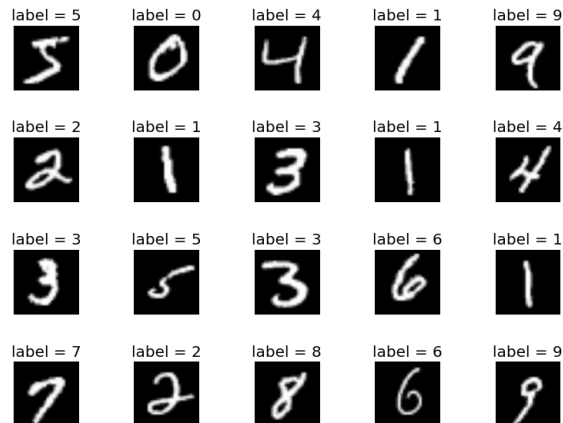 label = 5 label = 0 label = 4 label = 1 label = 9
5 0 4 1 9
label = 2 label = 1 label = 3 label = 1 label = 4
2 1 3 1 4
label = 3 label = 5 label = 3 label = 6 label = 1
3 5 3 6 1
label = 7 label = 2 label = 8 label = 6 label = 9
7 2 8 6 9